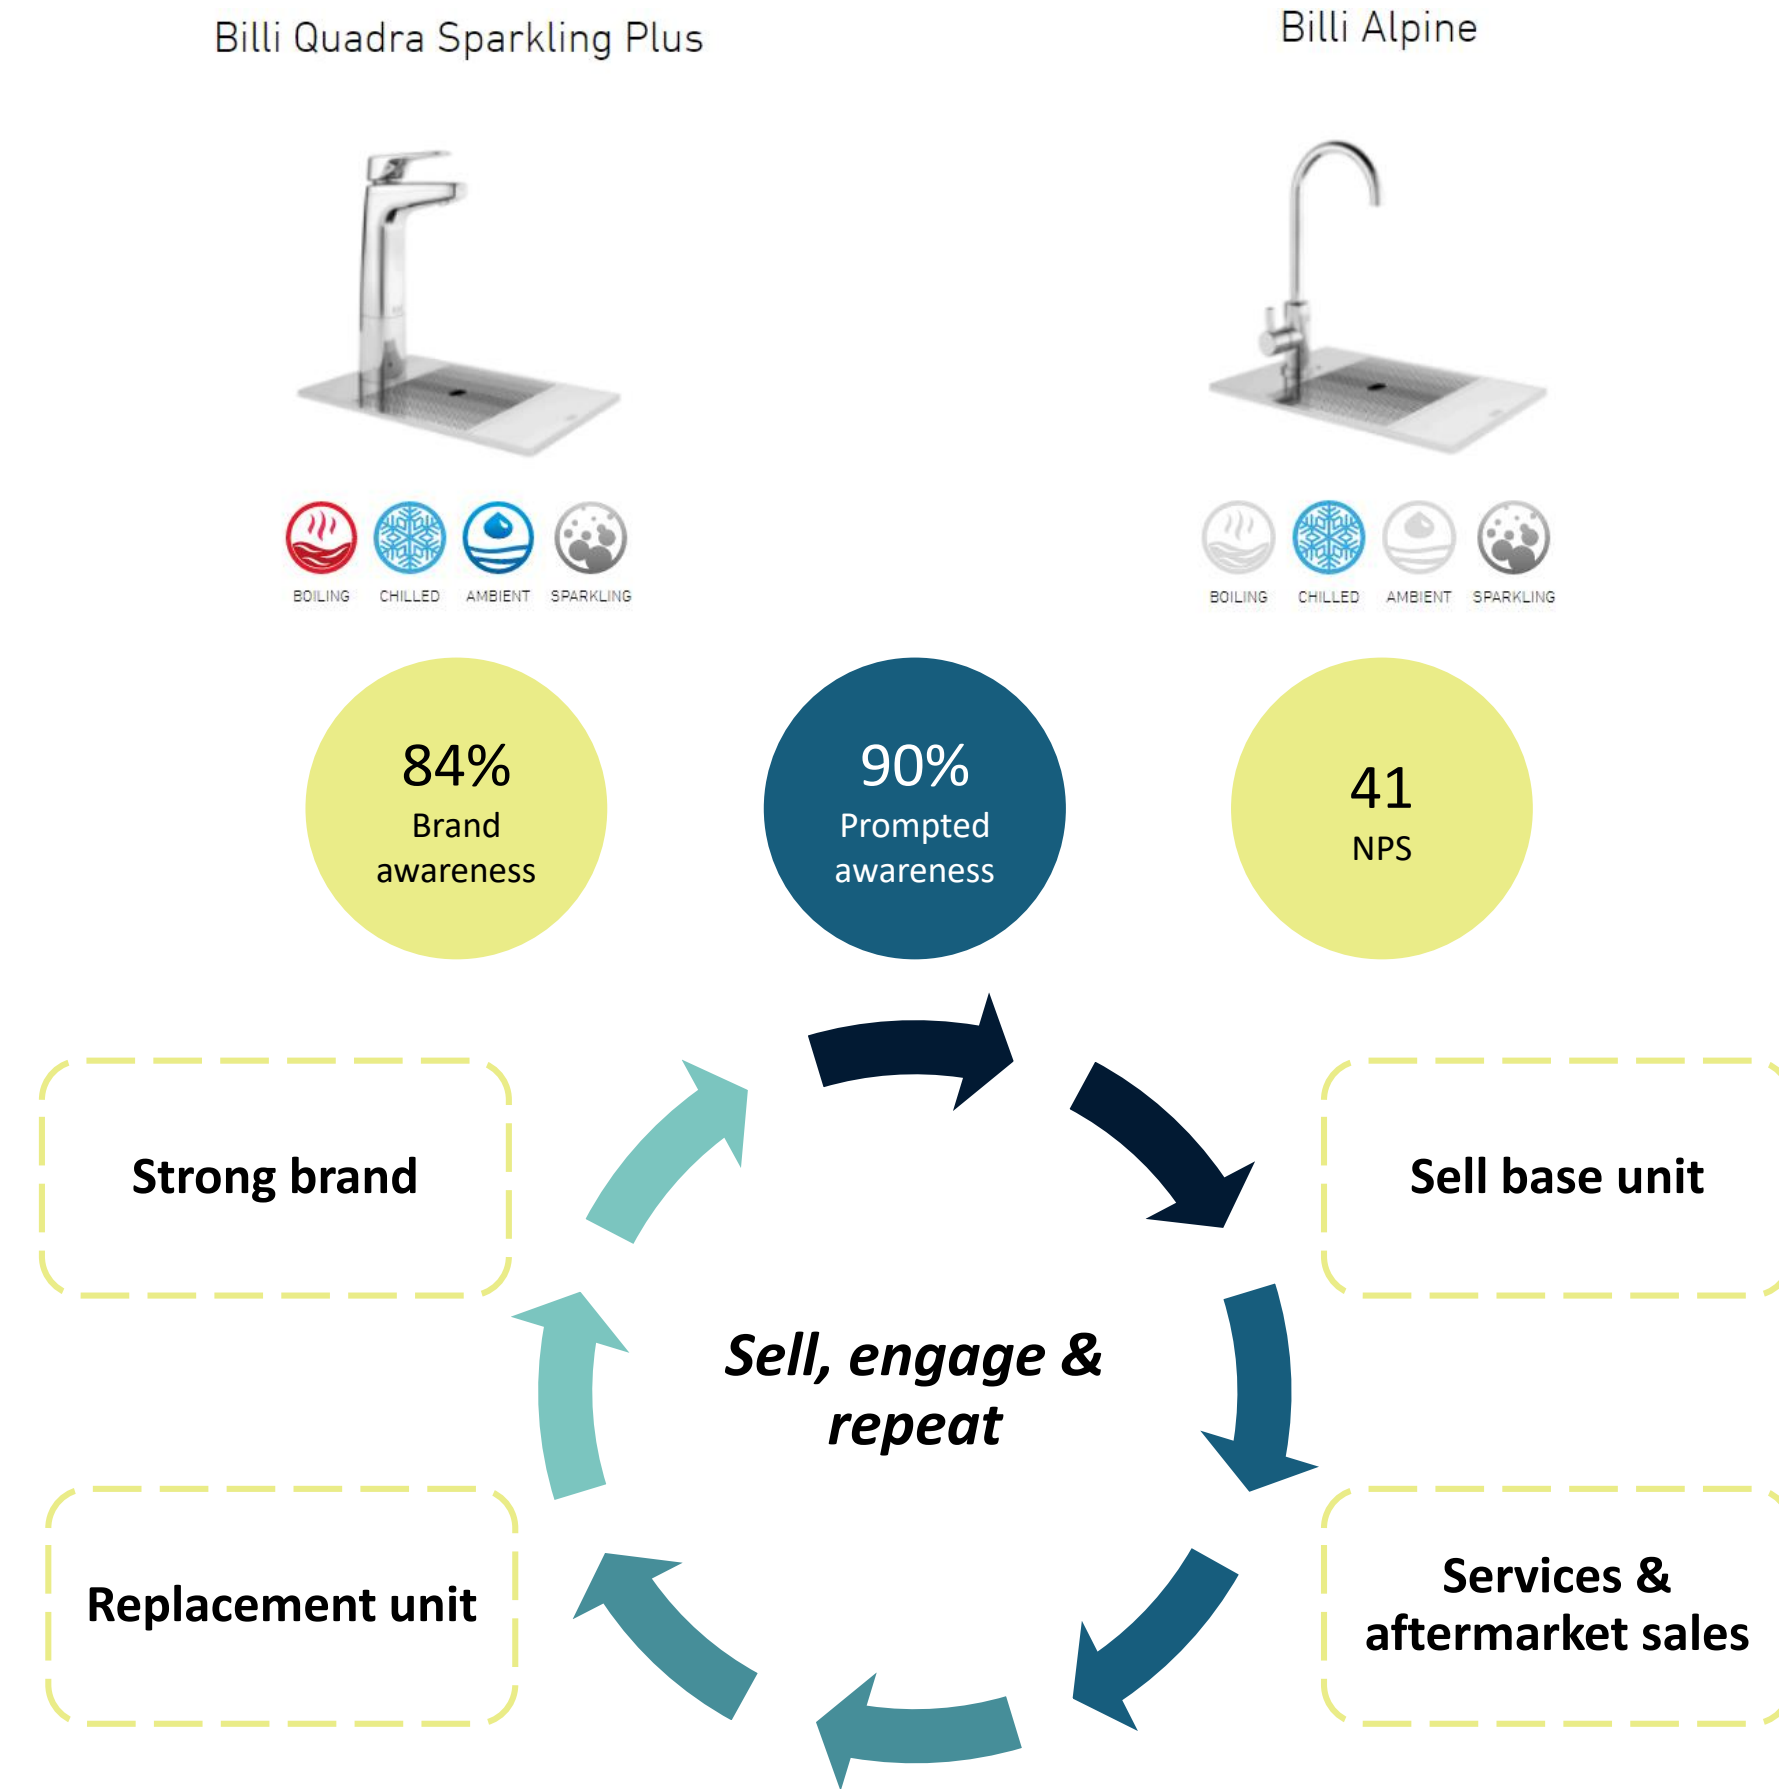 Billi Quadra Sparkling Plus
Billi Alpine
BOILING CHILLED AMBIENT SPARKLING
BOILING CHILLED AMBIENT SPARKLING
84%
Brand
awareness
90%
Prompted
awareness
41
NPS
Strong brand
Sell base unit
Sell, engage &
repeat
Replacement unit
Services &
aftermarket sales